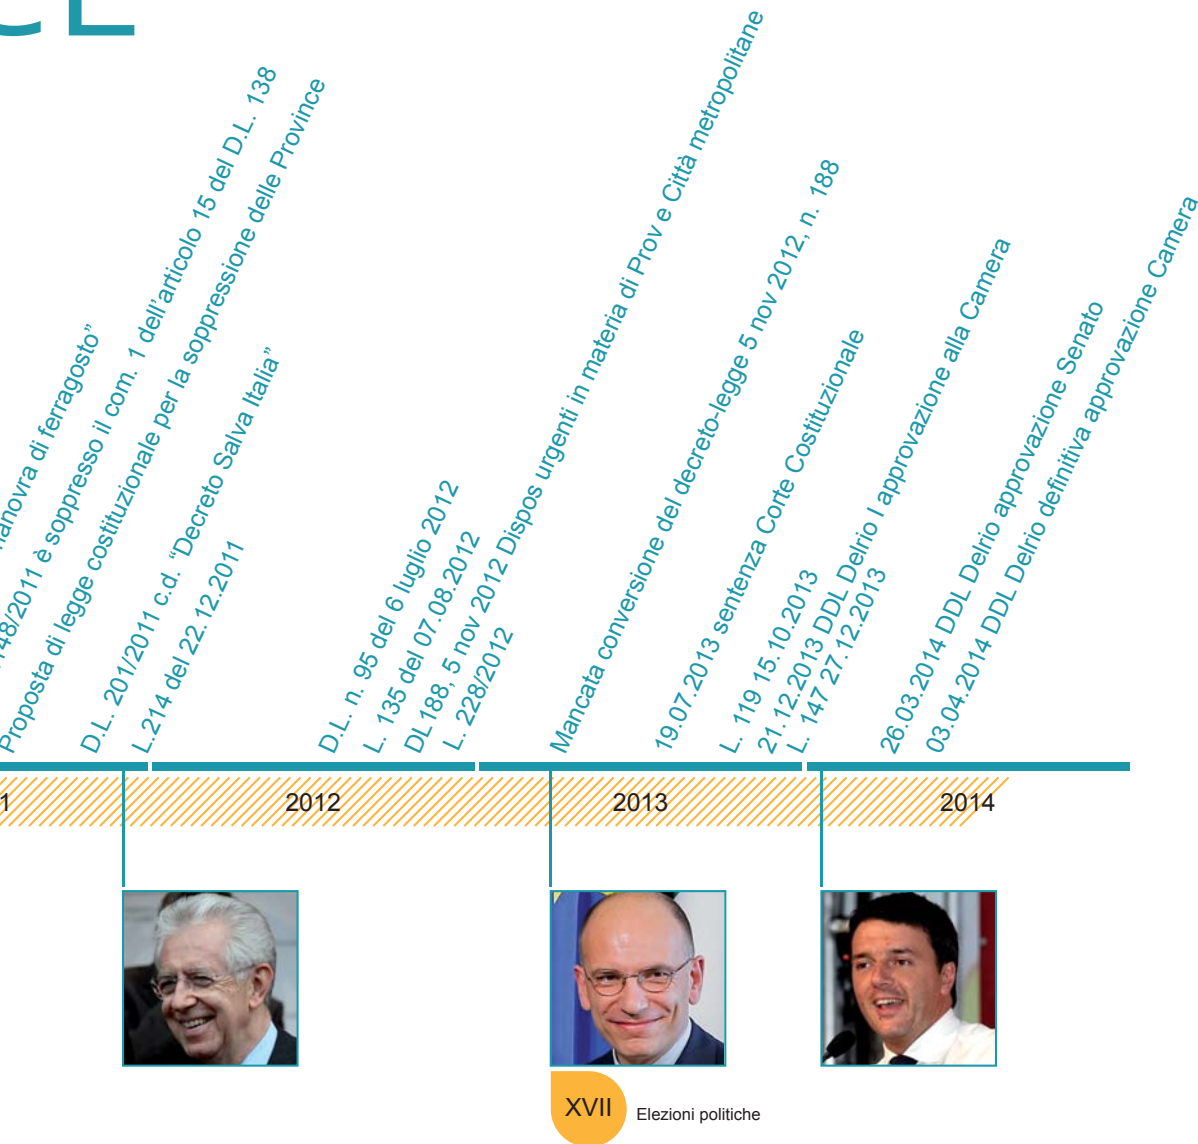 manovra di ferragosto”
148/2011 è soppresso il com. 1 dell’articolo 15 del D.L. 138
Proposta di legge costituzionale per la soppressione delle Province
D.L. 201/2011 c.d. “Decreto Salva Italia”
L.214 del 22.12.2011
D.L. n. 95 del 6 luglio 2012
L. 135 del 07.08.2012
DL188, 5 nov 2012 Dispos urgenti in materia di Prov e Città metropolitane
L. 228/2012
Mancata conversione del decreto-legge 5 nov 2012, n. 188
19.07.2013 sentenza Corte Costituzionale
L. 119 15.10.2013
21.12.2013 DDL Delrio I approvazione alla Camera
L. 147 27.12.2013
26.03.2014 DDL Delrio approvazione Senato
03.04.2014 DDL Delrio definitiva approvazione Camera
1 2012 2013 2014
XVII Elezioni politiche